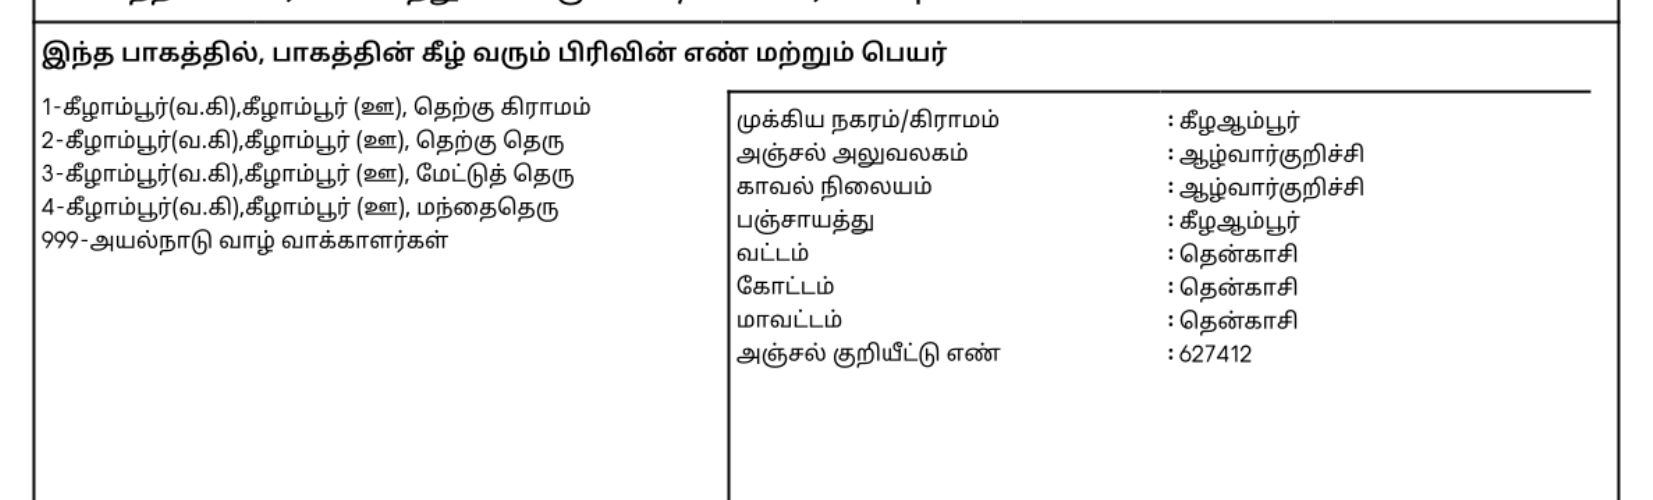 இந்த பாகத்தில், பாகத்தின் கீழ் வரும் பிரிவின் எண் மற்றும் பெயர்
1-கீழாம்பூர்(வ.கி),கீழாம்பூர் (ஊ), தெற்கு கிராமம்
2-கீழாம்பூர்(வ.கி),கீழாம்பூர் (ஊ), தெற்கு தெரு
3-கீழாம்பூர்(வ.கி),கீழாம்பூர் (ஊ), மேட்டுத் தெரு
4-கீழாம்பூர்(வ.கி),கீழாம்பூர் (ஊ), மந்தைதெரு
999-அயல்நாடு வாழ் வாக்காளர்கள்
முக்கிய நகரம்/கிராமம் : கீழஆம்பூர்
அஞ்சல் அலுவலகம் : ஆழ்வார்குறிச்சி
காவல் நிலையம் : ஆழ்வார்குறிச்சி
பஞ்சாயத்து : கீழஆம்பூர்
வட்டம் : தென்காசி
கோட்டம் : தென்காசி
மாவட்டம் : தென்காசி
அஞ்சல் குறியீட்டு எண் : 627412